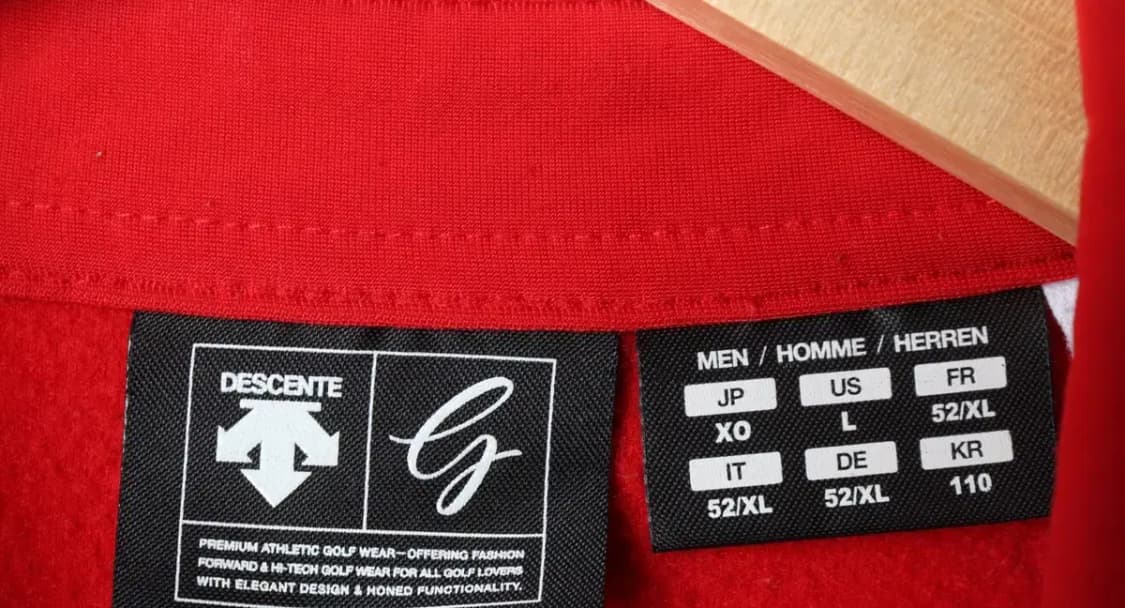 DESCENTE
G
PREMIUM ATHLETIC GOLF WEAR—OFFERING FASHION
FORWARD & HI-TECH GOLF WEAR FOR ALL GOLF LOVERS
WITH ELEGANT DESIGN & HONED FUNCTIONALITY.
MEN / HOMME / HERREN
JP US FR
XO L 52/XL
IT DE KR
52/XL 52/XL 110